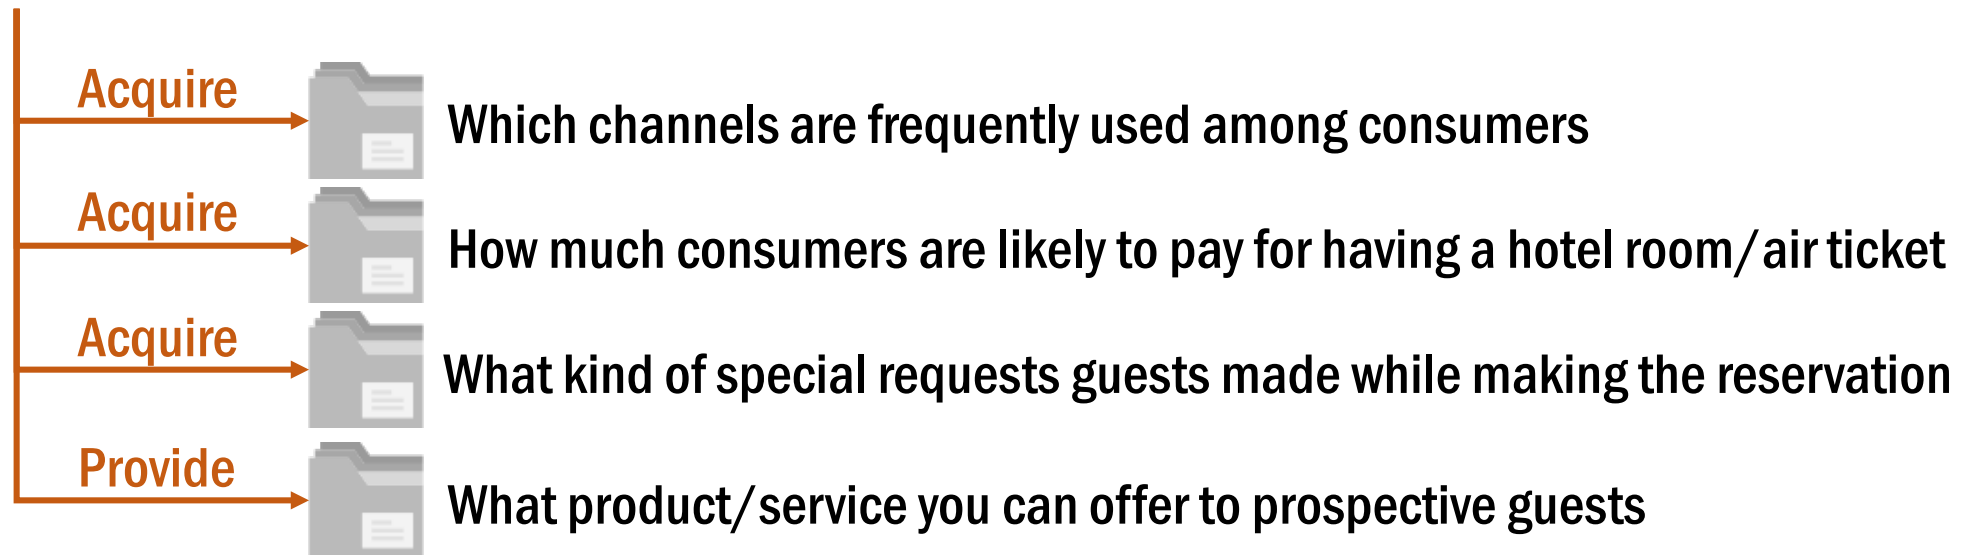 Acquire
Which channels are frequently used among consumers
Acquire
How much consumers are likely to pay for having a hotel room/air ticket
Acquire
What kind of special requests guests made while making the reservation
Provide
What product/service you can offer to prospective guests